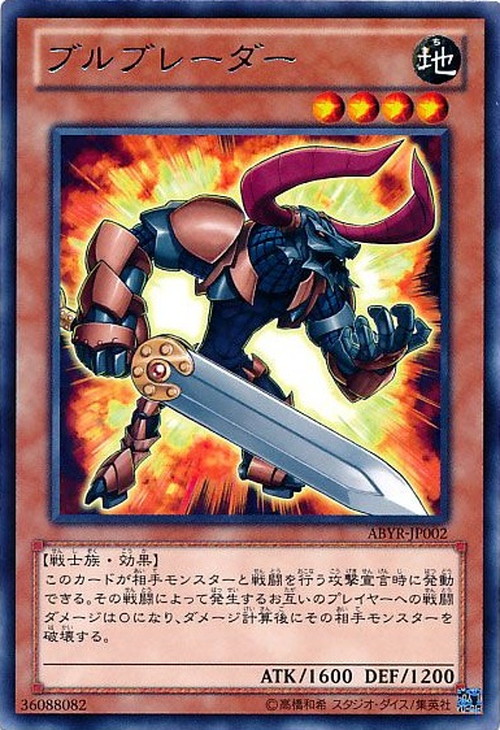 ブルブレーダー
地
ABYR-JP002
【戦士族・効果】
このカードが相手モンスターと戦闘を行う攻撃宣言時に発動
できる。その戦闘によって発生するお互いのプレイヤーへの戦闘
ダメージは０になり、ダメージ計算後にその相手モンスターを
破壊する。
ATK/1600 DEF/1200
36088082
©高橋和希 スタジオ・ダイス/集英社